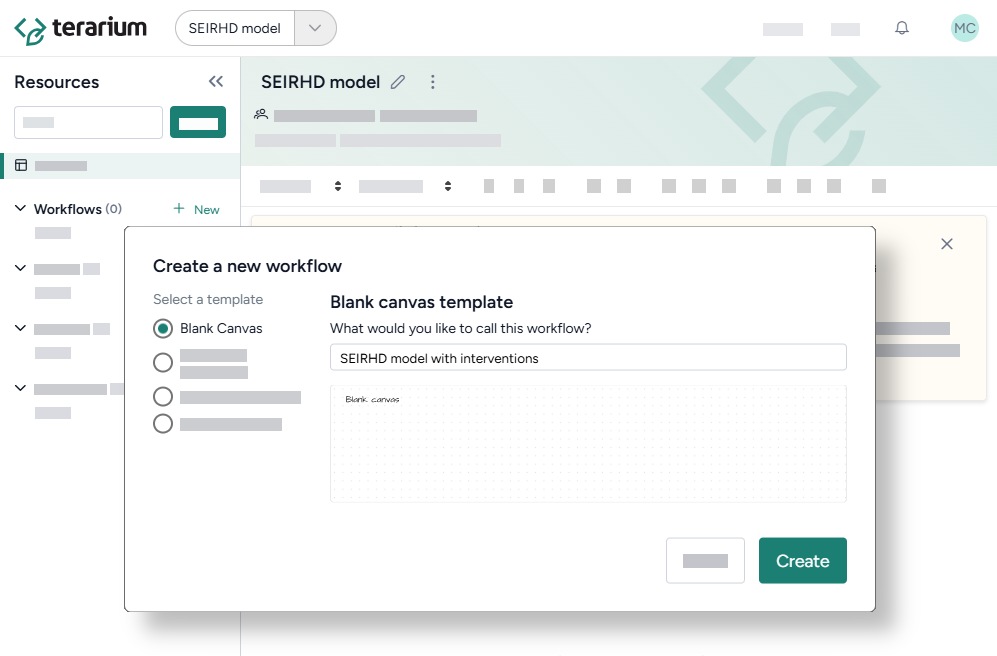 terarium
SEIRHD model
MC
Resources
SEIRHD model
Workflows (0)
New
Create a new workflow
Select a template
Blank Canvas
Blank canvas template
What would you like to call this workflow?
SEIRHD model with interventions
Blank canvas
Create